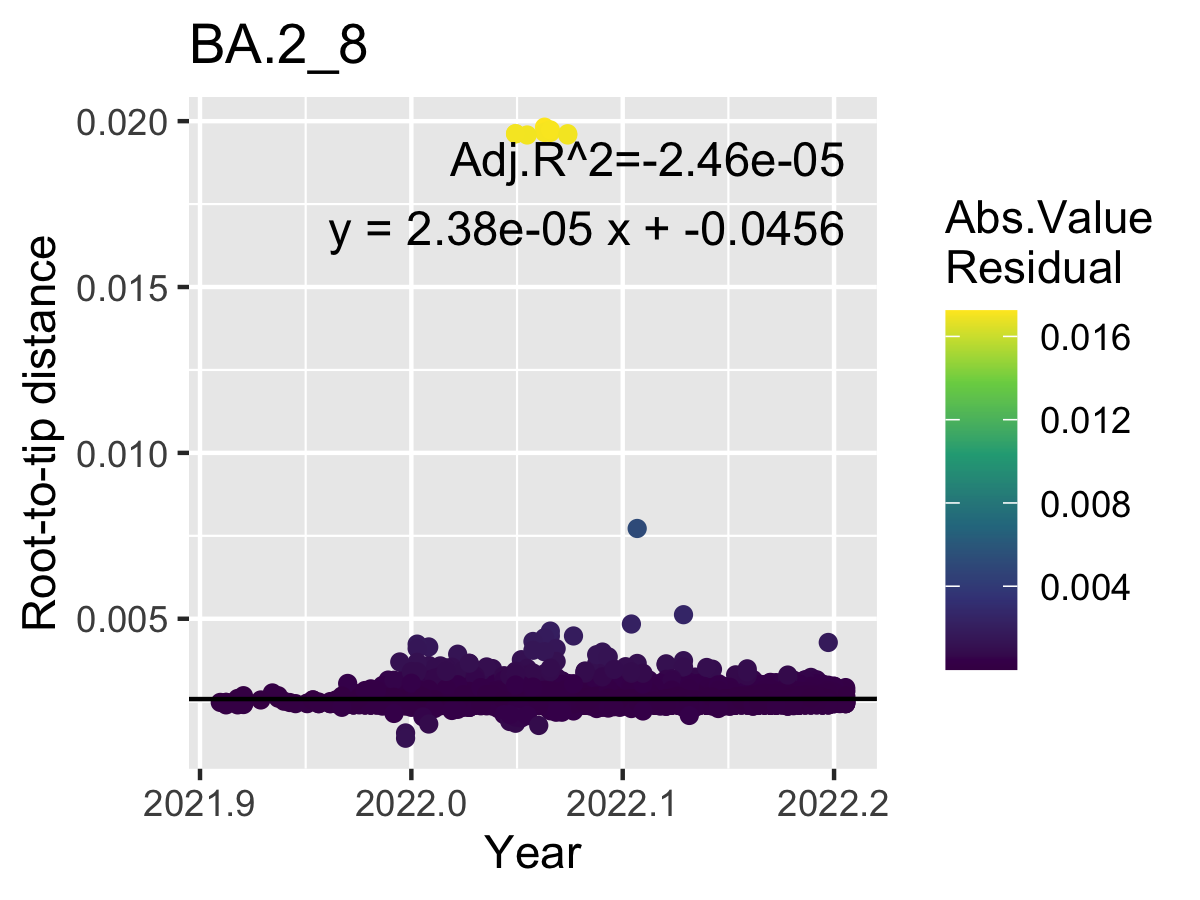 BA.2_8
0.020
0.015
0.010
0.005
Root-to-tip distance
Adj.R^2=-2.46e-05
y = 2.38e-05 x + -0.0456
2021.9 2022.0 2022.1 2022.2
Year
Abs.Value
Residual
0.016
0.012
0.008
0.004